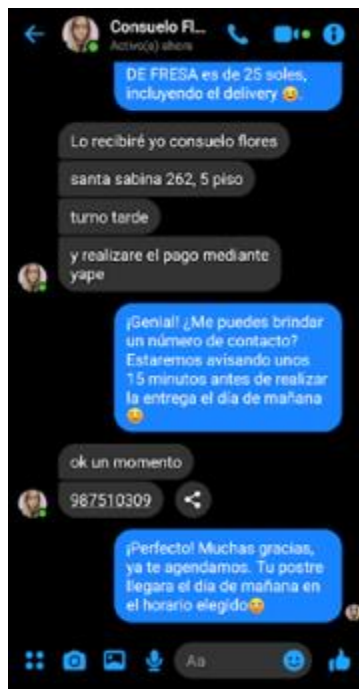 Consuelo Fl...
Activo(a) ahora
DE FRESA es de 25 soles,
incluyendo el delivery 😊.
Lo recibiré yo consuelo flores
santa sabina 262, 5 piso
turno tarde
y realizare el pago mediante
yape
¡Genial! ¿Me puedes brindar
un número de contacto?
Estaremos avisando unos
15 minutos antes de realizar
la entrega el día de mañana
😊
ok un momento
987510309
¡Perfecto! Muchas gracias,
ya te agendamos. Tu postre
llegara el día de mañana en
el horario elegido😊
Aa